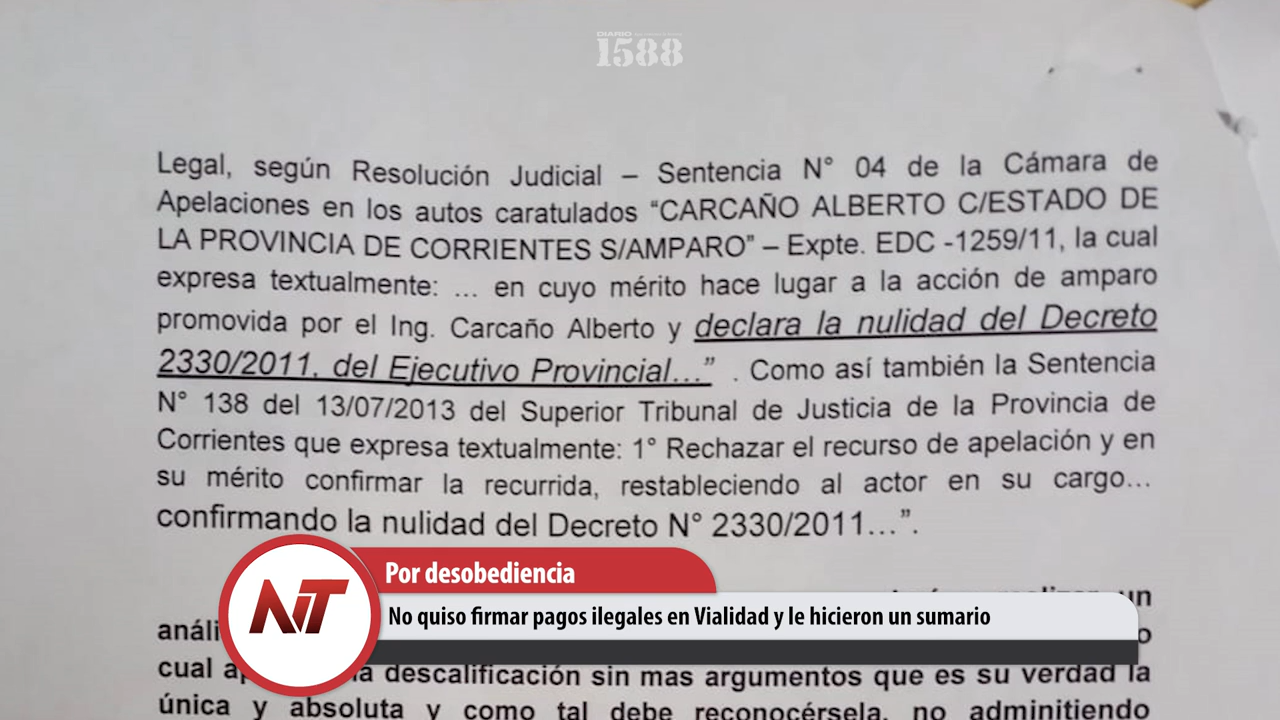 DIARIO
1588
Legal, según Resolución Judicial – Sentencia N° 04 de la Cámara de
Apelaciones en los autos caratulados “CARCAÑO ALBERTO C/ESTADO DE
LA PROVINCIA DE CORRIENTES S/AMPARO” – Expte. EDC -1259/11, la cual
expresa textualmente: ... en cuyo mérito hace lugar a la acción de amparo
promovida por el Ing. Carcaño Alberto y declara la nulidad del Decreto
2330/2011, del Ejecutivo Provincial...” . Como así también la Sentencia
N° 138 del 13/07/2013 del Superior Tribunal de Justicia de la Provincia de
Corrientes que expresa textualmente: 1° Rechazar el recurso de apelación y en
su mérito confirmar la recurrida, restableciendo al actor en su cargo...
confirmando la nulidad del Decreto N° 2330/2011...”.
NT
Por desobediencia
No quiso firmar pagos ilegales en Vialidad y le hicieron un sumario
un
cual la descalificación sin mas argumentos que es su verdad la
única y absoluta y como tal debe reconocérsela, no adminitiendo